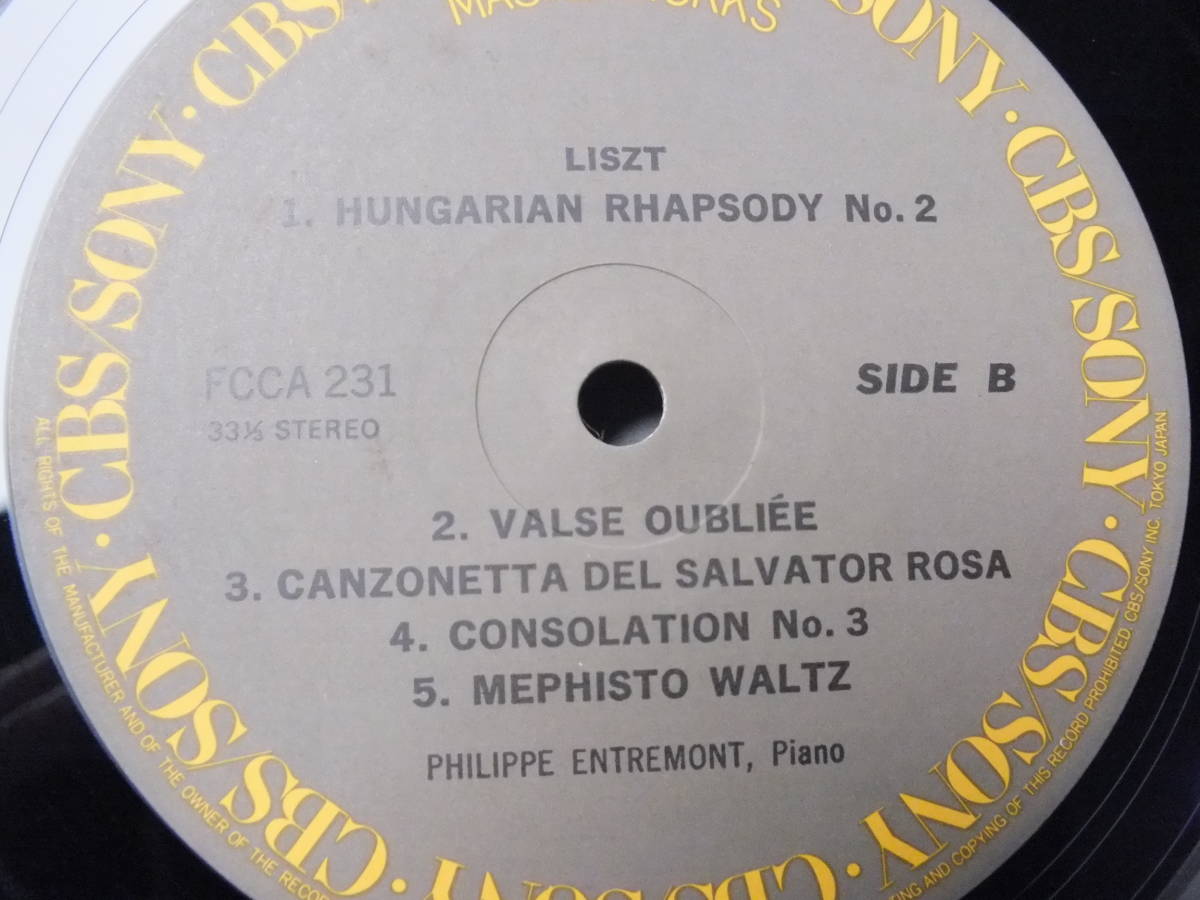 LISZT
1. HUNGARIAN RHAPSODY No. 2
FCCA 231
33⅓ STEREO
SIDE B
2. VALSE OUBLIÉE
3. CANZONETTA DEL SALVATOR ROSA
4. CONSOLATION No. 3
5. MEPHISTO WALTZ
PHILIPPE ENTREMONT, Piano
CBS/SONY · CBS/SONY · CBS/SONY · CBS/SONY · CBS/SONY · CBS/SONY · CBS/SONY
ALL RIGHTS OF THE MANUFACTURER AND OF THE OWNER OF THE
AND COPYING OF THIS RECORD PROHIBITED. CBS/SONY INC. TOKYO JAPAN